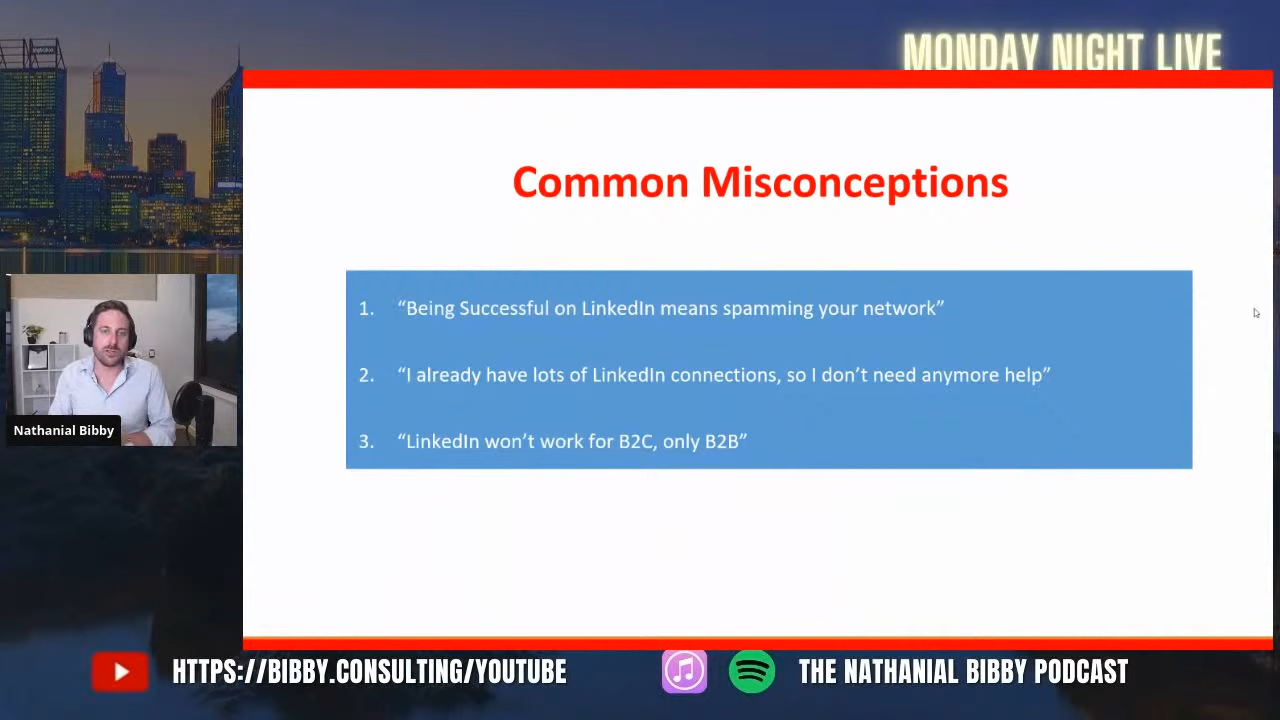 MONDAY NIGHT LIVE
Common Misconceptions
1. “Being Successful on LinkedIn means spamming your network”
2. “I already have lots of LinkedIn connections, so I don’t need anymore help”
3. “LinkedIn won’t work for B2C, only B2B”
Nathanial Bibby
HTTPS://BIBBY.CONSULTING/YOUTUBE
THE NATHANIAL BIBBY PODCAST